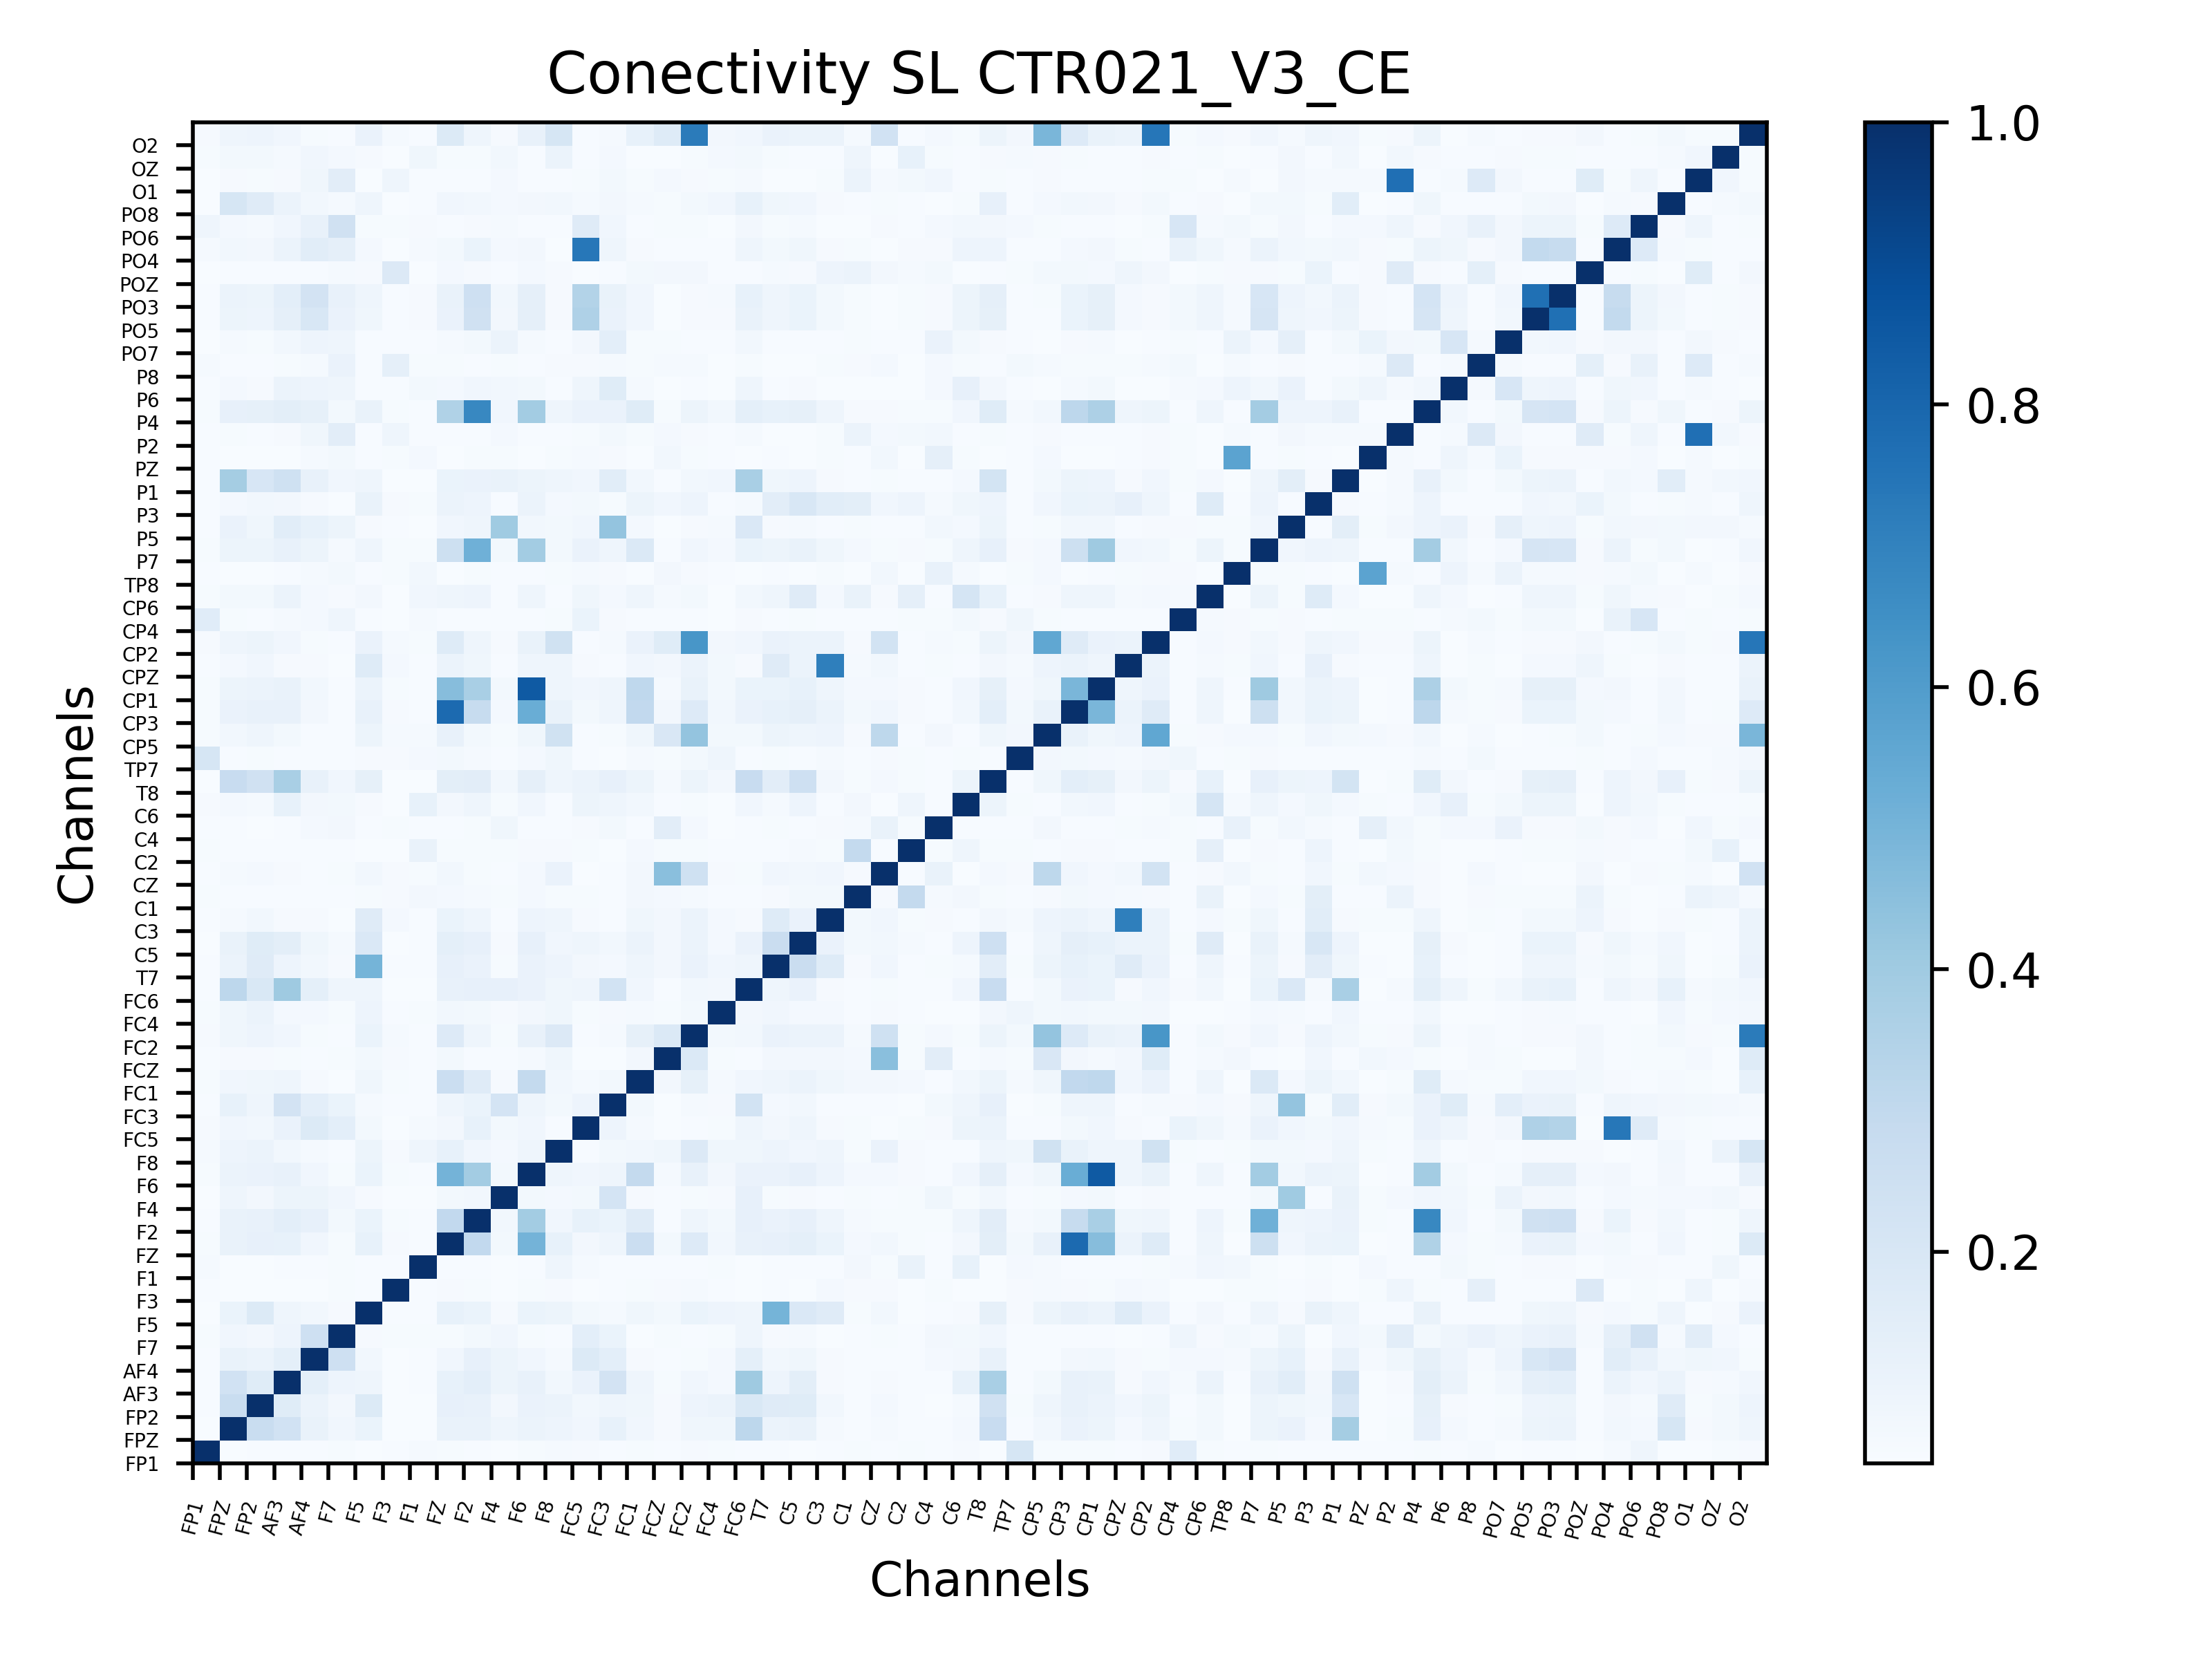 Conectivity SL CTR021_V3_CE
1.0
0.8
0.6
0.4
0.2
Channels
O2
OZ
O1
PO8
PO6
PO4
POZ
PO3
PO5
PO7
P8
P6
P4
P2
PZ
P1
P3
P5
P7
TP8
CP6
CP4
CP2
CPZ
CP1
CP3
CP5
TP7
T8
C6
C4
C2
CZ
C1
C3
C5
T7
FC6
FC4
FC2
FCZ
FC1
FC3
FC5
F8
F6
F4
F2
FZ
F1
F3
F5
F7
AF4
AF3
FP2
FPZ
FP1
FP1 FPZ FP2 AF3 AF4 F7 F5 F3 F1 FZ F2 F4 F6 F8 FC5 FC3 FC1 FCZ FC2 FC4 FC6 T7 C5 C3 C1 CZ C2 C4 C6 T8 TP7 CP5 CP3 CP1 CPZ CP2 CP4 CP6 TP8 P7 P5 P3 P1 PZ P2 P4 P6 P8 PO7 PO5 PO3 POZ PO4 PO6 PO8 O1 OZ O2
Channels